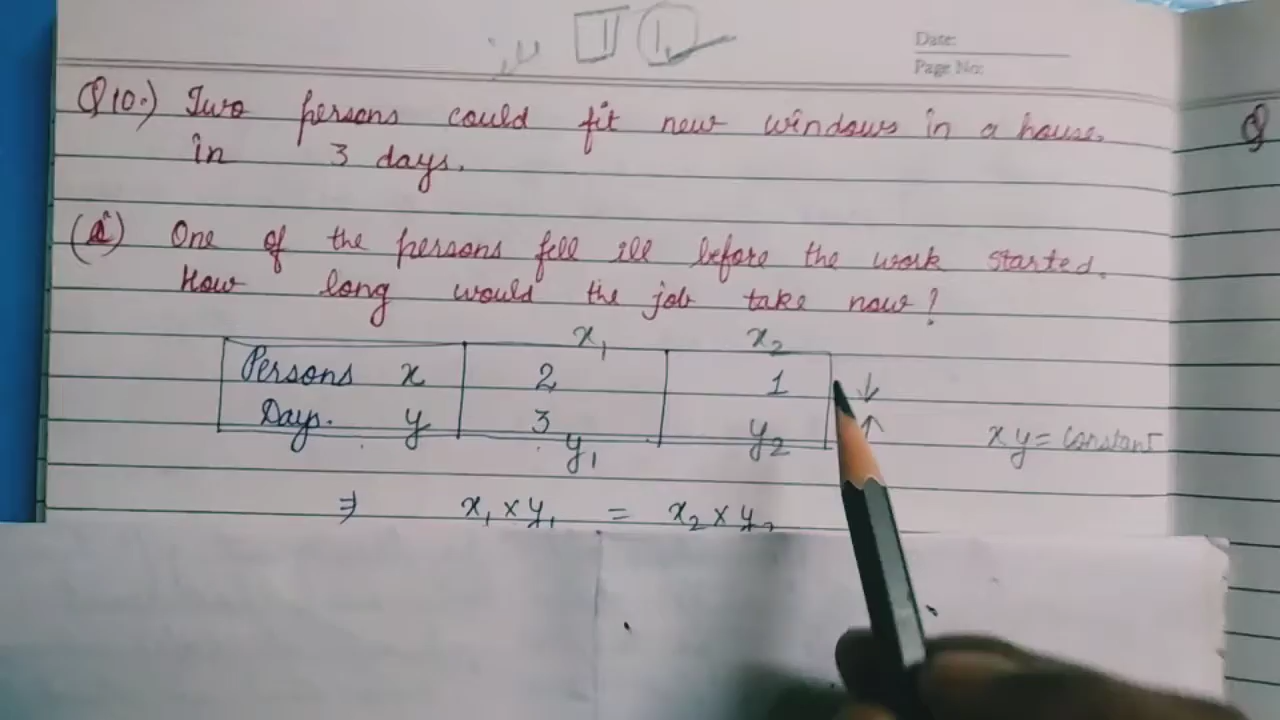 Date:
Page No:
Q10.) Two persons could fit new windows in a house.
in 3 days.
(i) One of the persons fell ill before the work started.
How long would the job take now?
x₁ x₂
Persons x 2 1 ↓
Days. y 3 y₂ ↑
y₁
xy = constant
⇒ x₁ × y₁ = x₂ × y₂